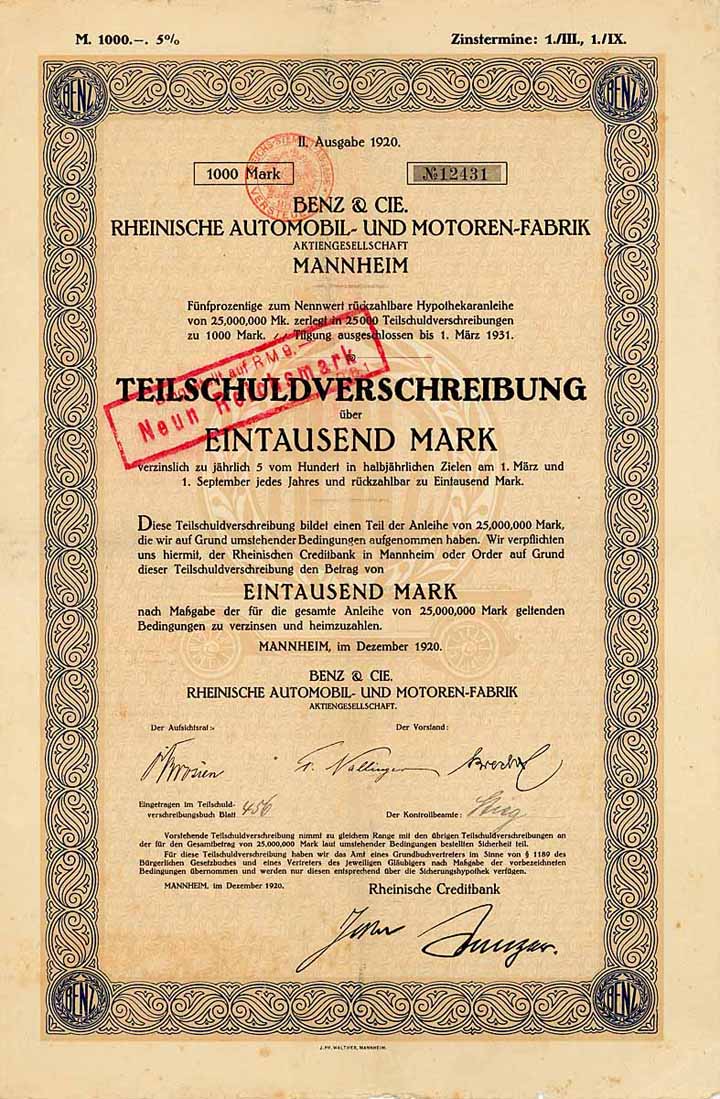 M. 1000.–. 5% Zinstermine: 1./III., 1./IX.
BENZ BENZ
II. Ausgabe 1920.
1000 Mark № 12431
BENZ & CIE.
RHEINISCHE AUTOMOBIL- UND MOTOREN-FABRIK
AKTIENGESELLSCHAFT
MANNHEIM
Fünfprozentige zum Nennwert rückzahlbare Hypothekaranleihe
von 25,000,000 Mk. zerlegt in 25000 Teilschuldverschreibungen
zu 1000 Mark. Tilgung ausgeschlossen bis 1. März 1931.
auf RM 9.
Neun Reichsmark
TEILSCHULDVERSCHREIBUNG
über
EINTAUSEND MARK
verzinslich zu jährlich 5 vom Hundert in halbjährlichen Zielen am 1. März und
1. September jedes Jahres und rückzahlbar zu Eintausend Mark.
Diese Teilschuldverschreibung bildet einen Teil der Anleihe von 25,000,000 Mark,
die wir auf Grund umstehender Bedingungen aufgenommen haben. Wir verpflichten
uns hiermit, der Rheinischen Creditbank in Mannheim oder Order auf Grund
dieser Teilschuldverschreibung den Betrag von
EINTAUSEND MARK
nach Maßgabe der für die gesamte Anleihe von 25,000,000 Mark geltenden
Bedingungen zu verzinsen und heimzuzahlen.
MANNHEIM, im Dezember 1920.
BENZ & CIE.
RHEINISCHE AUTOMOBIL- UND MOTOREN-FABRIK
AKTIENGESELLSCHAFT.
Der Aufsichtsrat: Der Vorstand:
Eingetragen im Teilschuld-
verschreibungsbuch Blatt 456 Der Kontrollbeamte:
Vorstehende Teilschuldverschreibung nimmt zu gleichem Range mit den übrigen Teilschuldverschreibungen an
der für den Gesamtbetrag von 25,000,000 Mark laut umstehender Bedingungen bestellten Sicherheit teil.
Für diese Teilschuldverschreibung haben wir das Amt eines Grundbuchvertreters im Sinne von § 1189 des
Bürgerlichen Gesetzbuches und eines Vertreters des jeweiligen Gläubigers nach Maßgabe der vorbezeichneten
Bedingungen übernommen und werden nur diesen entsprechend über die Sicherungshypothek verfügen.
MANNHEIM, im Dezember 1920. Rheinische Creditbank
BENZ BENZ
J. PH. WALTHER, MANNHEIM.